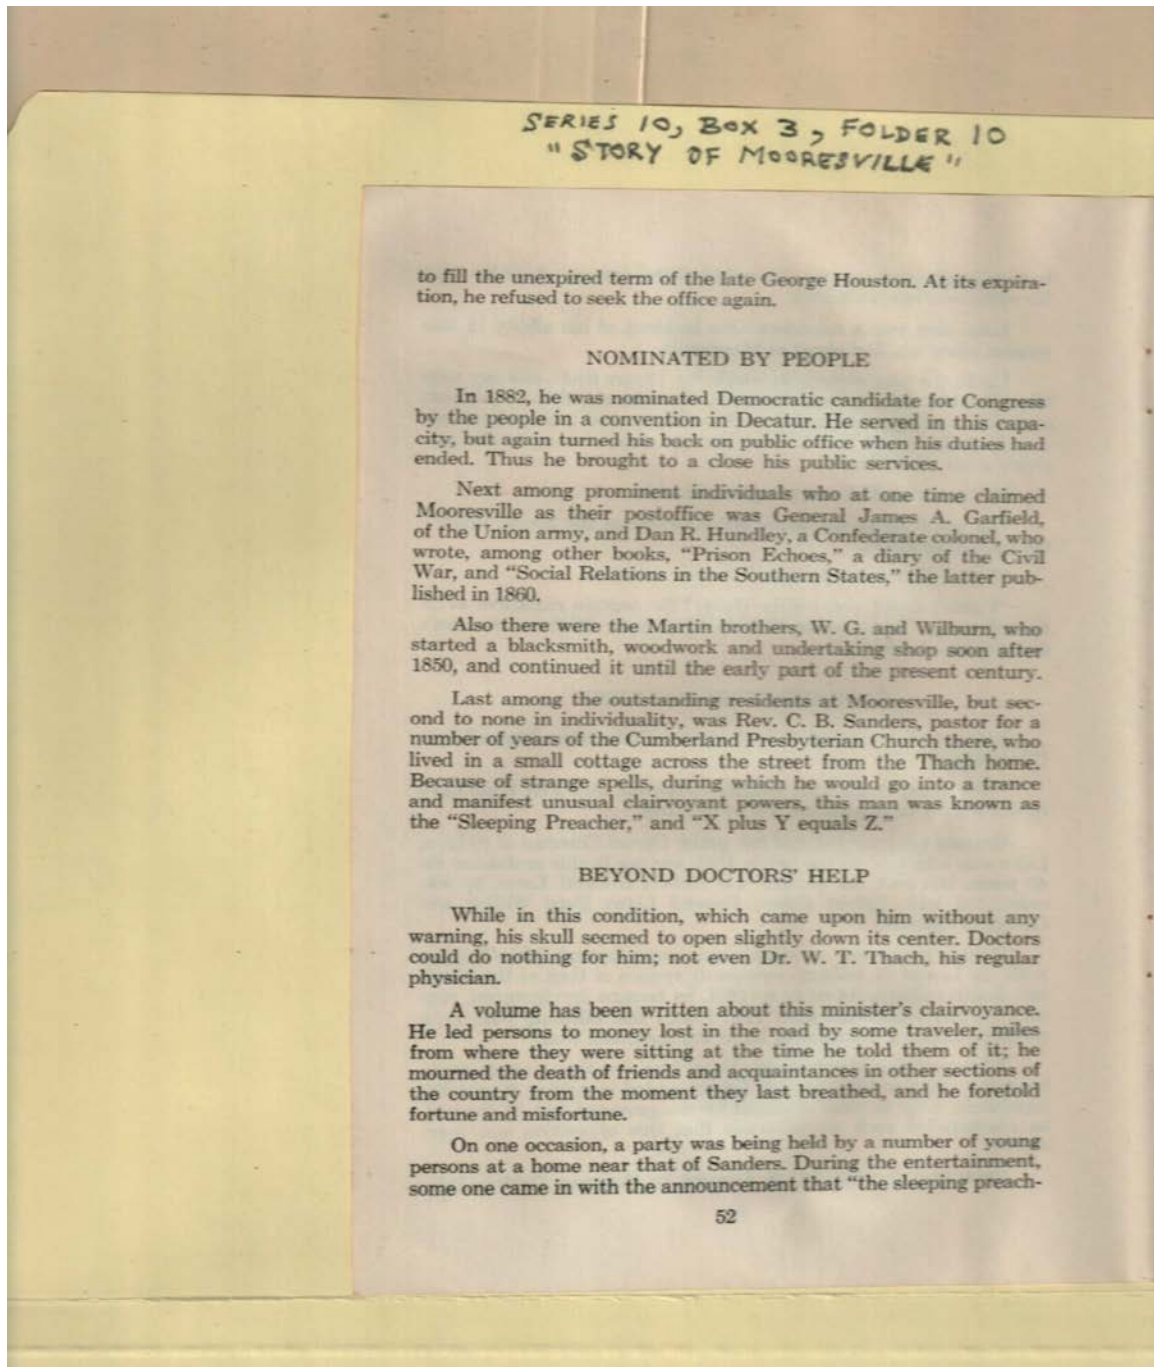 SERIES 10, BOX 3, FOLDER 10
"STORY OF MOORESVILLE"
to fill the unexpired term of the late George Houston. At its expira-
tion, he refused to seek the office again.
NOMINATED BY PEOPLE
In 1882, he was nominated Democratic candidate for Congress
by the people in a convention in Decatur. He served in this capa-
city, but again turned his back on public office when his duties had
ended. Thus he brought to a close his public services.
Next among prominent individuals who at one time claimed
Mooresville as their postoffice was General James A. Garfield,
of the Union army, and Dan R. Hundley, a Confederate colonel, who
wrote, among other books, "Prison Echoes," a diary of the Civil
War, and "Social Relations in the Southern States," the latter pub-
lished in 1860.
Also there were the Martin brothers, W. G. and Wilburn, who
started a blacksmith, woodwork and undertaking shop soon after
1850, and continued it until the early part of the present century.
Last among the outstanding residents at Mooresville, but sec-
ond to none in individuality, was Rev. C. B. Sanders, pastor for a
number of years of the Cumberland Presbyterian Church there, who
lived in a small cottage across the street from the Thach home.
Because of strange spells, during which he would go into a trance
and manifest unusual clairvoyant powers, this man was known as
the "Sleeping Preacher," and "X plus Y equals Z."
BEYOND DOCTORS' HELP
While in this condition, which came upon him without any
warning, his skull seemed to open slightly down its center. Doctors
could do nothing for him; not even Dr. W. T. Thach, his regular
physician.
A volume has been written about this minister's clairvoyance.
He led persons to money lost in the road by some traveler, miles
from where they were sitting at the time he told them of it; he
mourned the death of friends and acquaintances in other sections of
the country from the moment they last breathed, and he foretold
fortune and misfortune.
On one occasion, a party was being held by a number of young
persons at a home near that of Sanders. During the entertainment,
some one came in with the announcement that "the sleeping preach-
52